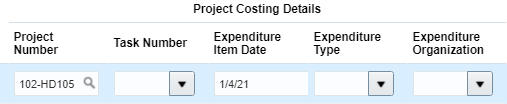 Project Costing Details
Project Number
Task Number
Expenditure Item Date
Expenditure Type
Expenditure Organization
102-HD105
1/4/21